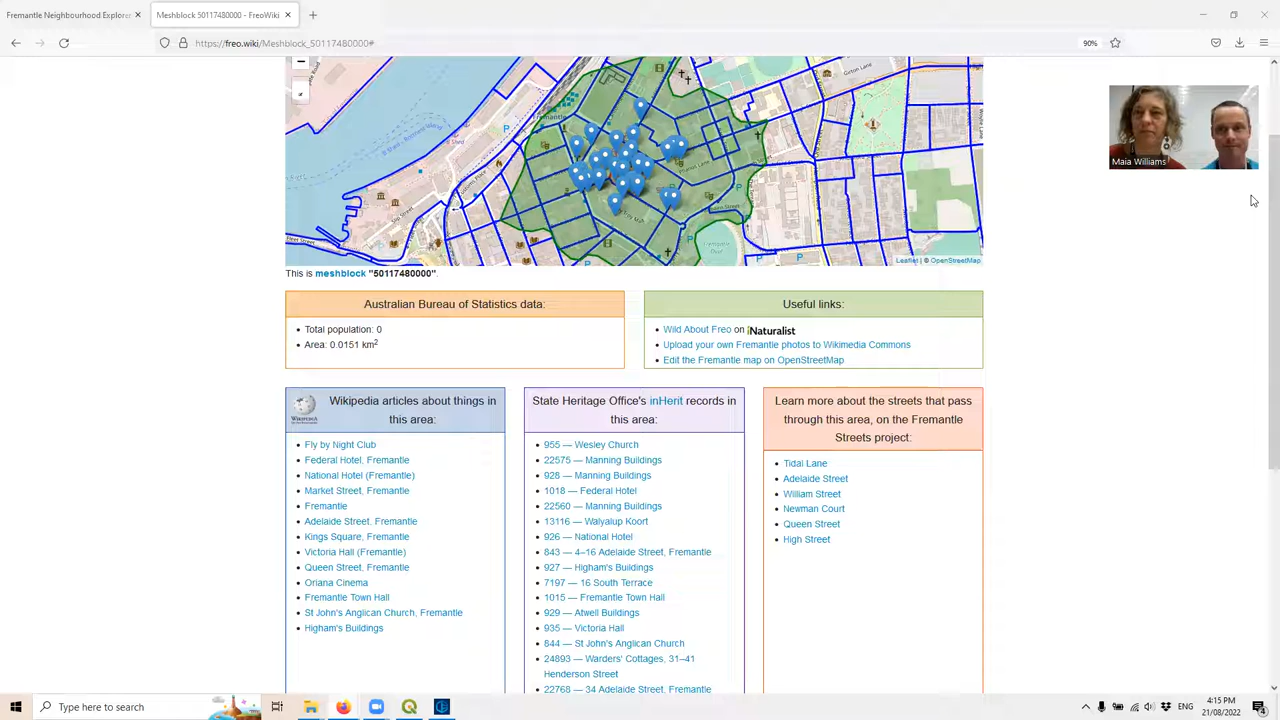 Fremantle Neighbourhood Explorer
Meshblock 50117480000 - FreoWiki
https://freo.wiki/Meshblock_50117480000#
90%
Maia Williams
Fremantle
Leaflet | © OpenStreetMap
This is meshblock "50117480000".
Australian Bureau of Statistics data:
Total population: 0
Area: 0.0151 km2
Useful links:
Wild About Freo on iNaturalist
Upload your own Fremantle photos to Wikimedia Commons
Edit the Fremantle map on OpenStreetMap
Wikipedia articles about things in
this area:
Fly by Night Club
Federal Hotel, Fremantle
National Hotel (Fremantle)
Market Street, Fremantle
Fremantle
Adelaide Street, Fremantle
Kings Square, Fremantle
Victoria Hall (Fremantle)
Queen Street, Fremantle
Oriana Cinema
Fremantle Town Hall
St John's Anglican Church, Fremantle
Higham's Buildings
State Heritage Office's inHerit records in
this area:
955 — Wesley Church
22575 — Manning Buildings
928 — Manning Buildings
1018 — Federal Hotel
22560 — Manning Buildings
13116 — Walyalup Koort
926 — National Hotel
843 — 4–16 Adelaide Street, Fremantle
927 — Higham's Buildings
7197 — 16 South Terrace
1015 — Fremantle Town Hall
929 — Atwell Buildings
935 — Victoria Hall
844 — St John's Anglican Church
24893 — Warders' Cottages, 31–41
Henderson Street
22768 — 34 Adelaide Street, Fremantle
Learn more about the streets that pass
through this area, on the Fremantle
Streets project:
Tidal Lane
Adelaide Street
William Street
Newman Court
Queen Street
High Street
Type here to search
ENG
4:15 PM
21/08/2022